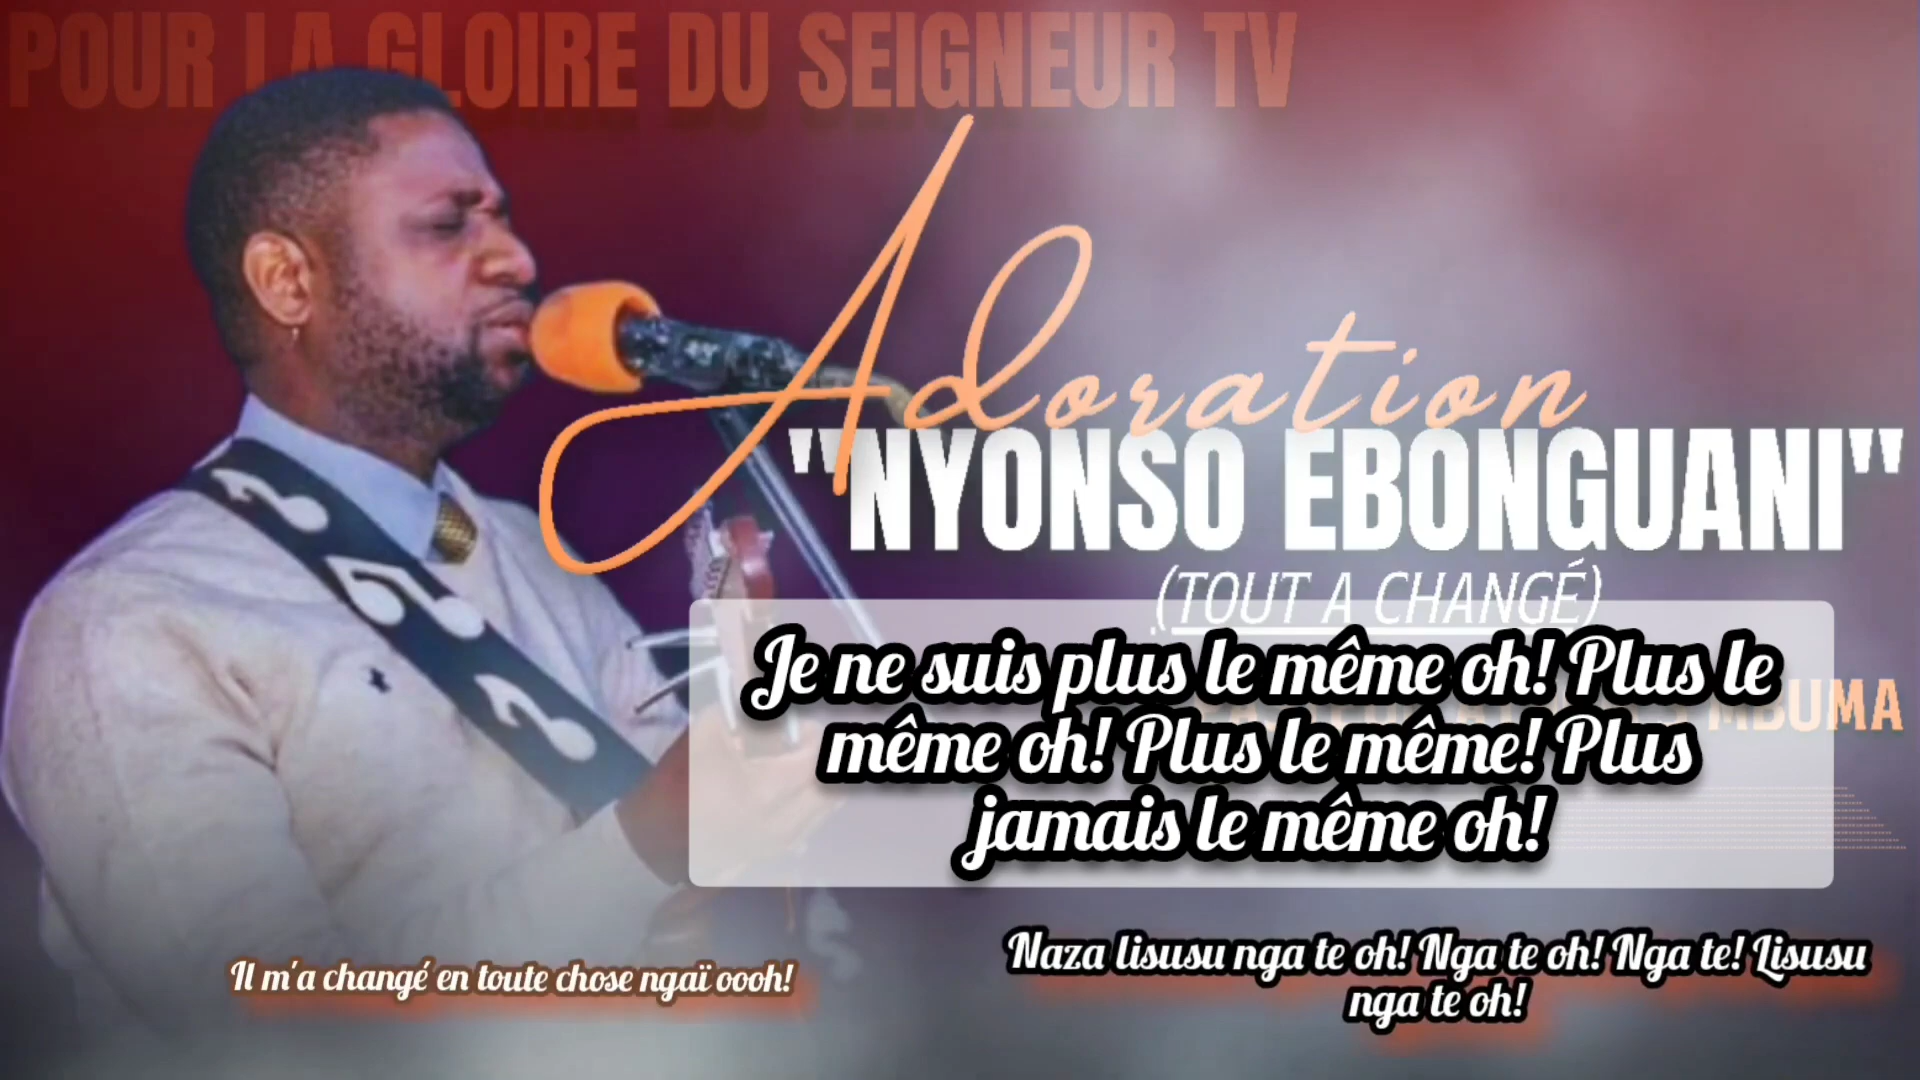 POUR LA GLOIRE DU SEIGNEUR TV
Adoration
"NYONSO EBONGUANI"
(TOUT A CHANGÉ)
Je ne suis plus le même oh! Plus le
même oh! Plus le même! Plus
jamais le même oh!
MBUMA
Il m'a changé en toute chose ngaï oooh!
Naza lisusu nga te oh! Nga te oh! Nga te! Lisusu
nga te oh!